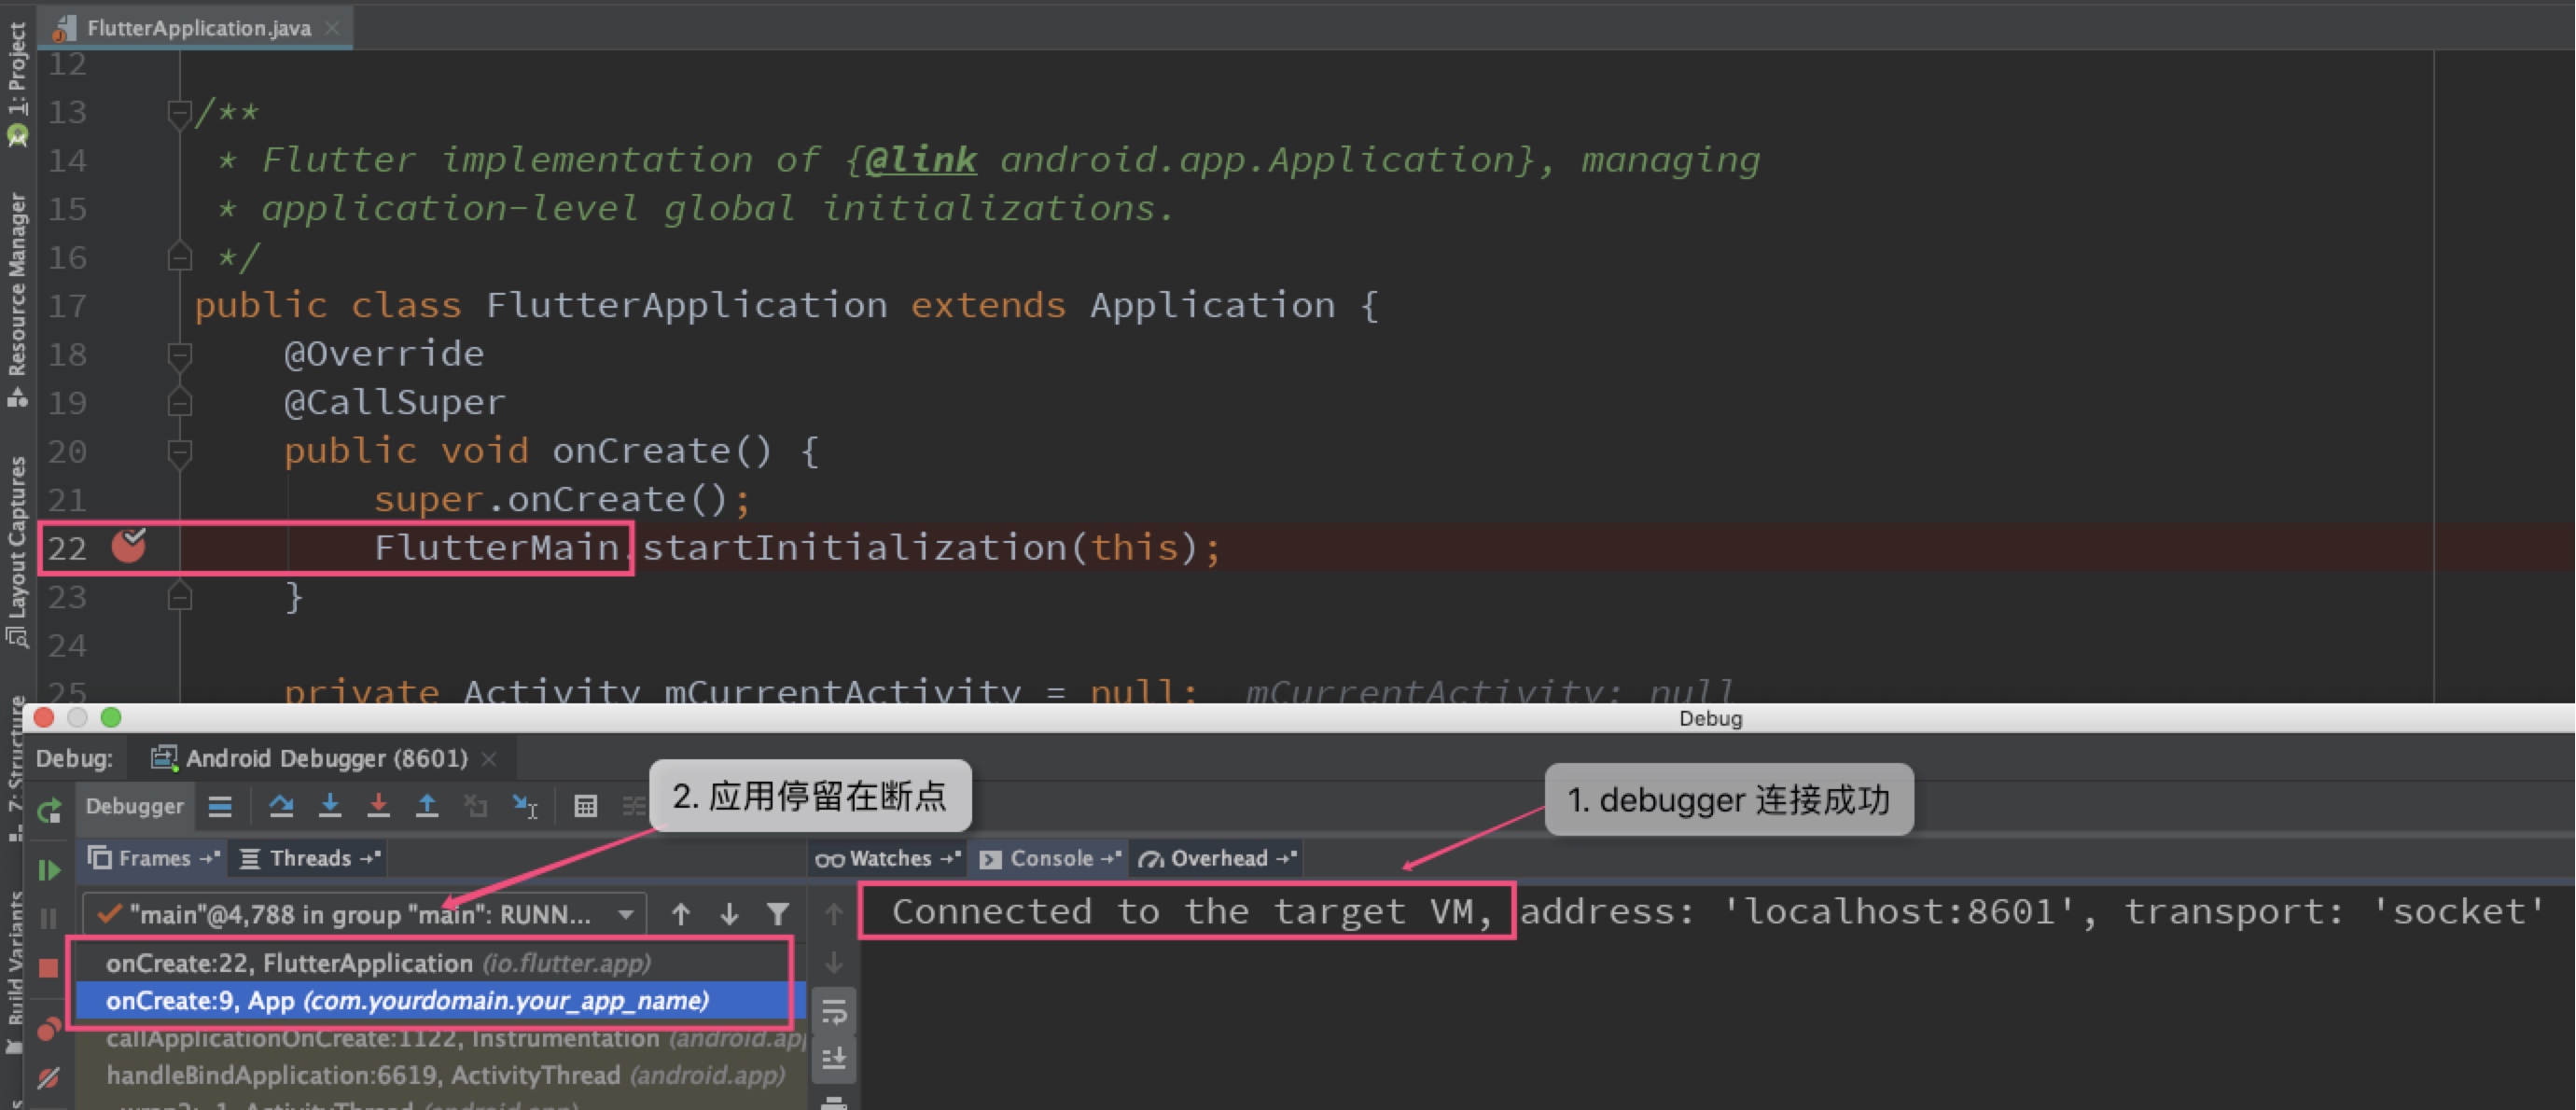 FlutterApplication.java
1: Project
Resource Manager
Layout Captures
7: Structure
Build Variants
12
13 /**
14 * Flutter implementation of {@link android.app.Application}, managing
15 * application-level global initializations.
16 */
17 public class FlutterApplication extends Application {
18 @Override
19 @CallSuper
20 public void onCreate() {
21 super.onCreate();
22 FlutterMain.startInitialization(this);
23 }
24
25 private Activity mCurrentActivity = null; mCurrentActivity: null
Debug
Debug: Android Debugger (8601)
Debugger
2. 应用停留在断点
1. debugger 连接成功
Frames Threads
Watches Console Overhead
"main"@4,788 in group "main": RUNN...
Connected to the target VM, address: 'localhost:8601', transport: 'socket'
onCreate:22, FlutterApplication (io.flutter.app)
onCreate:9, App (com.yourdomain.your_app_name)
callApplicationOnCreate:1122, Instrumentation (android.app
handleBindApplication:6619, ActivityThread (android.app)
ActivityThread (android.app)